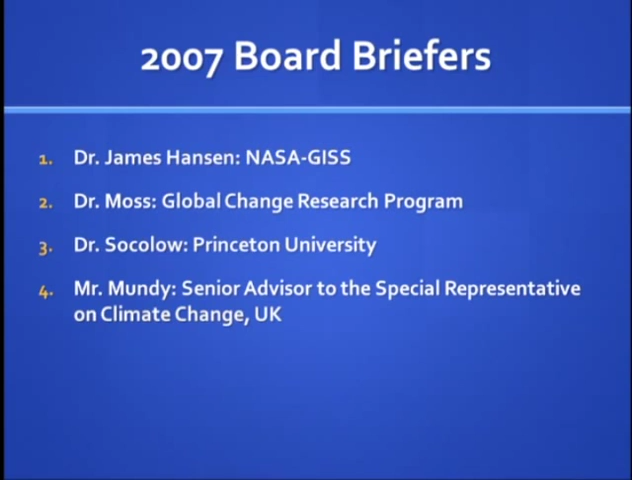 2007 Board Briefers
1. Dr. James Hansen: NASA-GISS
2. Dr. Moss: Global Change Research Program
3. Dr. Socolow: Princeton University
4. Mr. Mundy: Senior Advisor to the Special Representative
on Climate Change, UK